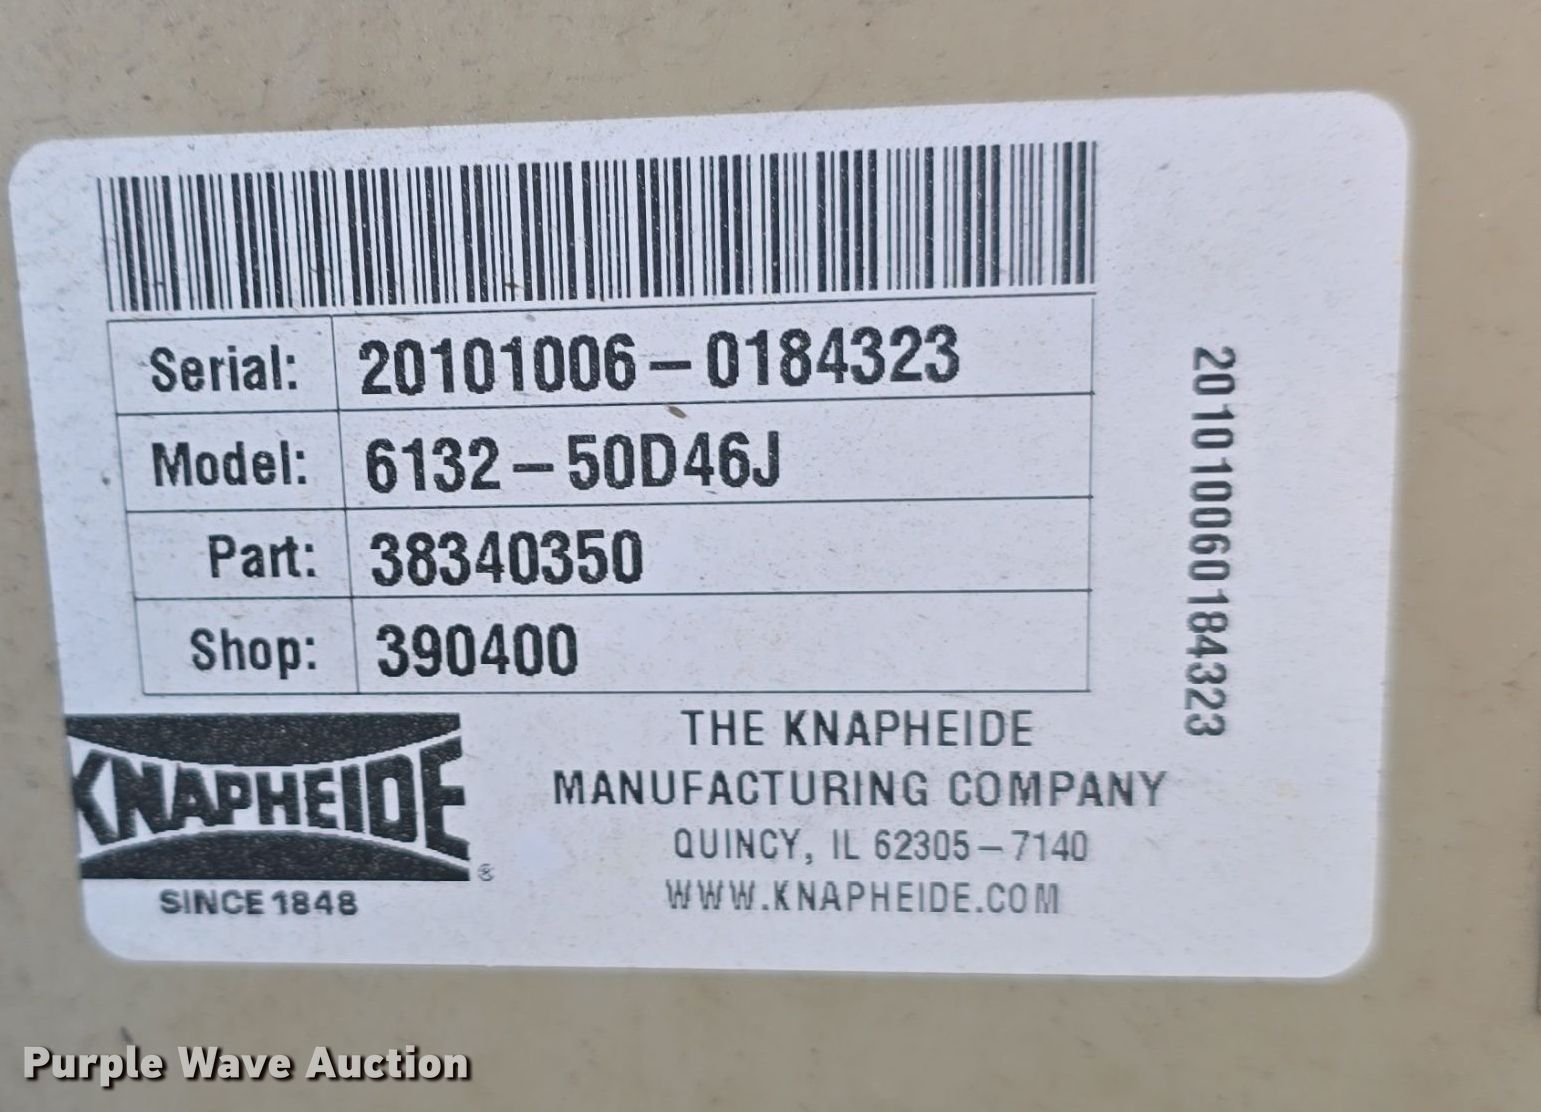 Serial: 20101006-0184323
Model: 6132-50D46J
Part: 38340350
Shop: 390400
201010060184323
KNAPHEIDE®
SINCE 1848
THE KNAPHEIDE
MANUFACTURING COMPANY
QUINCY, IL 62305-7140
WWW.KNAPHEIDE.COM
Purple Wave Auction